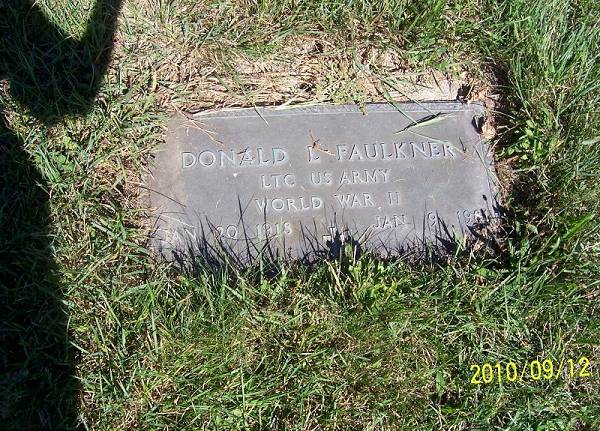 DONALD L FAULKNER
LTC US ARMY
WORLD WAR II
20 1918 JAN 9
2010/09/12